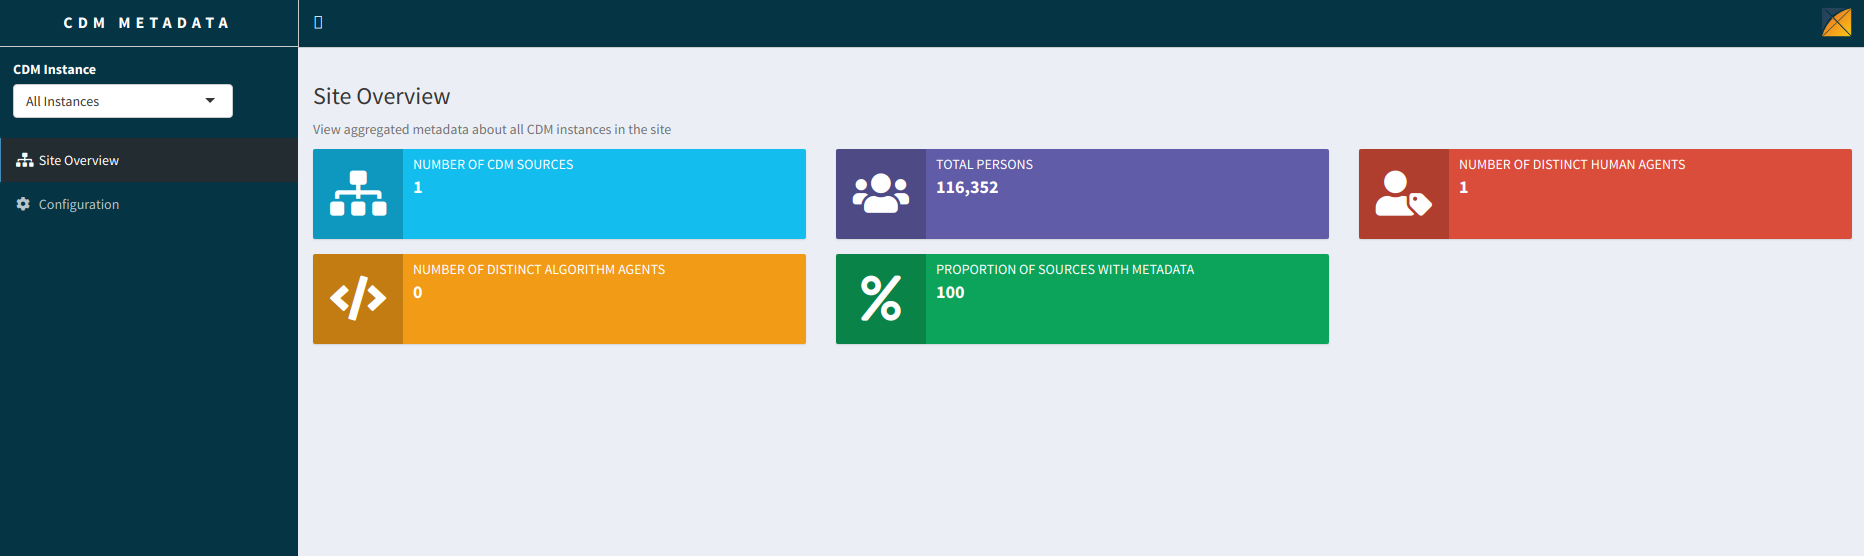 CDM METADATA
CDM Instance
All Instances
Site Overview
Configuration
Site Overview
View aggregated metadata about all CDM instances in the site
NUMBER OF CDM SOURCES
1
TOTAL PERSONS
116,352
NUMBER OF DISTINCT HUMAN AGENTS
1
NUMBER OF DISTINCT ALGORITHM AGENTS
0
PROPORTION OF SOURCES WITH METADATA
100